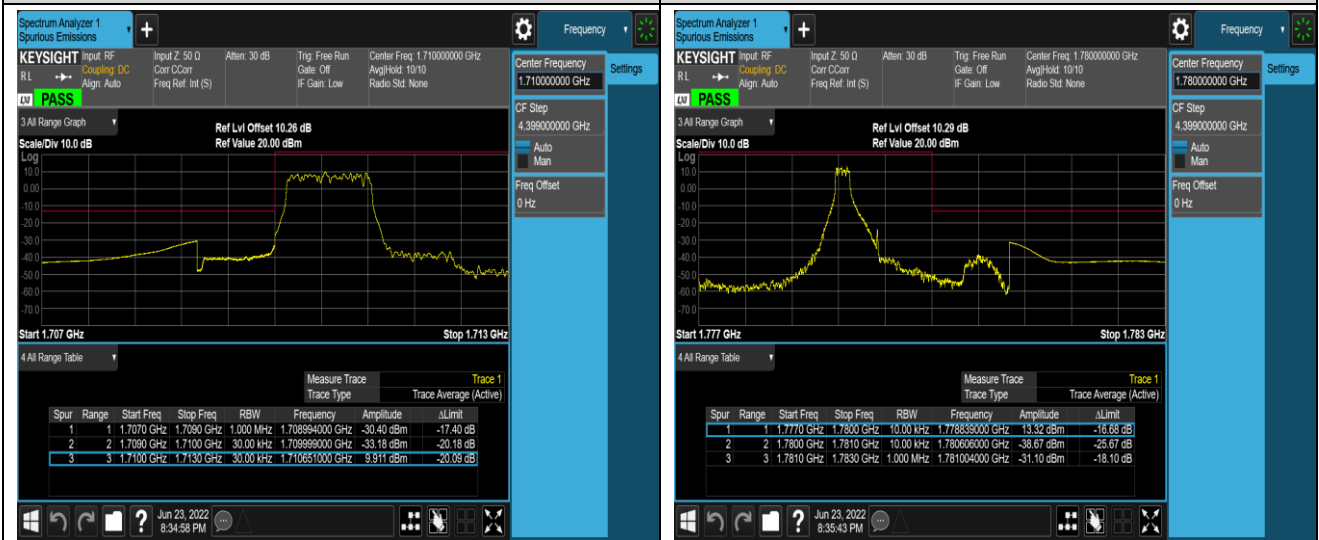 Spectrum Analyzer 1
Spurious Emissions
Frequency
KEYSIGHT Input: RF
Coupling: DC
Align: Auto
Input Z: 50 Ω
Corr CCorr
Freq Ref: Int (S)
Atten: 30 dB
Trig: Free Run
Gate: Off
IF Gain: Low
Center Freq: 1.710000000 GHz
Avg|Hold: 10/10
Radio Std: None
R L
LXI PASS
Center Frequency
1.710000000 GHz
Settings
CF Step
4.399000000 GHz
Auto
Man
Freq Offset
0 Hz
3 All Range Graph
Scale/Div 10.0 dB
Ref Lvl Offset 10.26 dB
Ref Value 20.00 dBm
Log
10.0
0.00
-10.0
-20.0
-30.0
-40.0
-50.0
-60.0
-70.0
Start 1.707 GHz
Stop 1.713 GHz
4 All Range Table
Measure Trace Trace 1
Trace Type Trace Average (Active)
Spur Range Start Freq Stop Freq RBW Frequency Amplitude ΔLimit
1 1 1.7070 GHz 1.7090 GHz 1.000 MHz 1.708994000 GHz -30.40 dBm -17.40 dB
2 2 1.7090 GHz 1.7100 GHz 30.00 kHz 1.709999000 GHz -33.18 dBm -20.18 dB
3 3 1.7100 GHz 1.7130 GHz 30.00 kHz 1.710651000 GHz 9.911 dBm -20.09 dB
Jun 23, 2022
8:34:58 PM
Spectrum Analyzer 1
Spurious Emissions
Frequency
KEYSIGHT Input: RF
Coupling: DC
Align: Auto
Input Z: 50 Ω
Corr CCorr
Freq Ref: Int (S)
Atten: 30 dB
Trig: Free Run
Gate: Off
IF Gain: Low
Center Freq: 1.780000000 GHz
Avg|Hold: 10/10
Radio Std: None
R L
LXI PASS
Center Frequency
1.780000000 GHz
Settings
CF Step
4.399000000 GHz
Auto
Man
Freq Offset
0 Hz
3 All Range Graph
Scale/Div 10.0 dB
Ref Lvl Offset 10.29 dB
Ref Value 20.00 dBm
Log
10.0
0.00
-10.0
-20.0
-30.0
-40.0
-50.0
-60.0
-70.0
Start 1.777 GHz
Stop 1.783 GHz
4 All Range Table
Measure Trace Trace 1
Trace Type Trace Average (Active)
Spur Range Start Freq Stop Freq RBW Frequency Amplitude ΔLimit
1 1 1.7770 GHz 1.7800 GHz 10.00 kHz 1.778839000 GHz 13.32 dBm -16.68 dB
2 2 1.7800 GHz 1.7810 GHz 10.00 kHz 1.780606000 GHz -38.67 dBm -25.67 dB
3 3 1.7810 GHz 1.7830 GHz 1.000 MHz 1.781004000 GHz -31.10 dBm -18.10 dB
Jun 23, 2022
8:35:43 PM